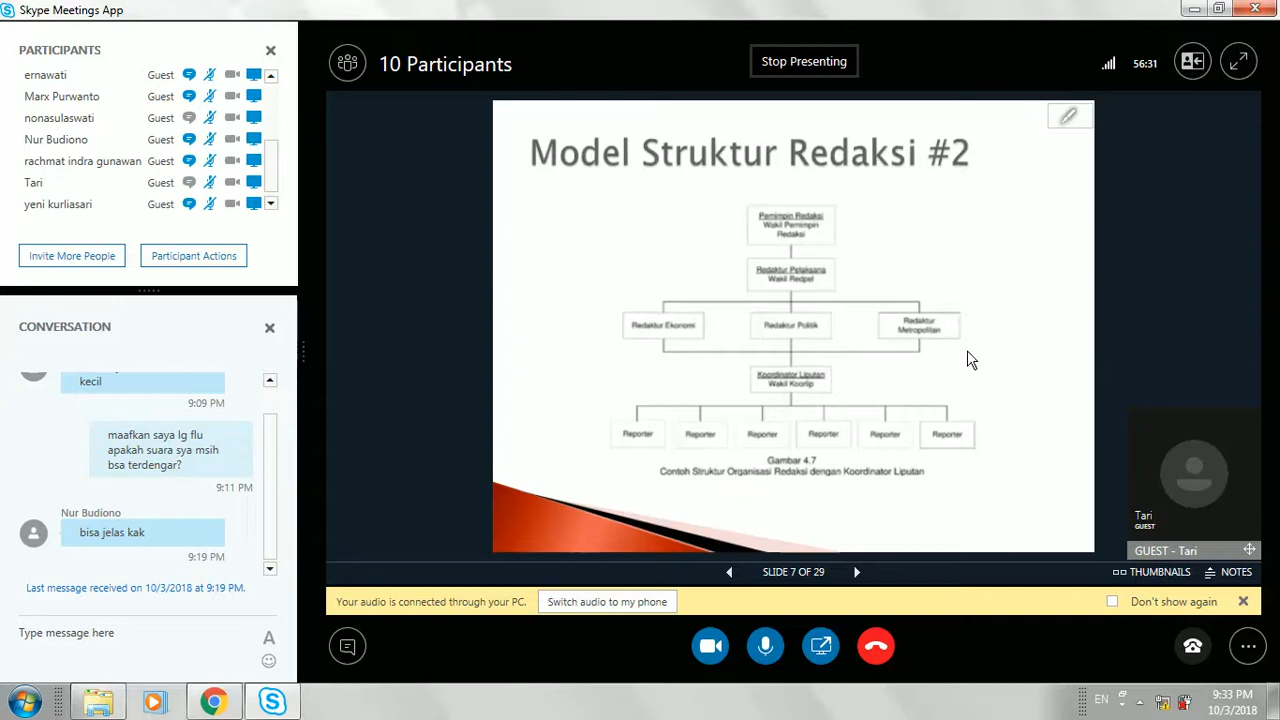 Skype Meetings App
PARTICIPANTS
ernawati Guest
Marx Purwanto Guest
nonasulaswati Guest
Nur Budiono Guest
rachmat indra gunawan Guest
Tari Guest
yeni kurliasari Guest
Invite More People
Participant Actions
CONVERSATION
kecil
9:09 PM
maafkan saya lg flu
apakah suara sya msih
bsa terdengar?
9:11 PM
Nur Budiono
bisa jelas kak
9:19 PM
Last message received on 10/3/2018 at 9:19 PM.
Type message here
A
10 Participants
Stop Presenting
56:31
Model Struktur Redaksi #2
Pemimpin Redaksi
Wakil Pemimpin
Redaksi
Redaktur Pelaksana
Wakil Redpel
Redaktur Ekonomi
Redaktur Politik
Redaktur
Metropolitan
Koordinator Liputan
Wakil Koorlip
Reporter Reporter Reporter Reporter Reporter Reporter
Gambar 4.7
Contoh Struktur Organisasi Redaksi dengan Koordinator Liputan
Tari
GUEST
GUEST - Tari
SLIDE 7 OF 29
THUMBNAILS
NOTES
Your audio is connected through your PC.
Switch audio to my phone
Don't show again
EN
9:33 PM
10/3/2018